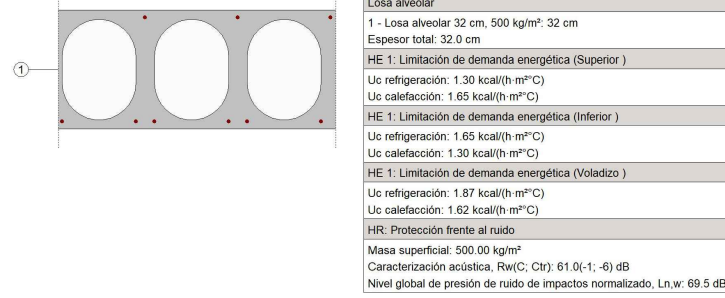 1
Losa alveolar
1 - Losa alveolar 32 cm, 500 kg/m²: 32 cm
Espesor total: 32.0 cm
HE 1: Limitación de demanda energética (Superior )
Uc refrigeración: 1.30 kcal/(h·m²°C)
Uc calefacción: 1.65 kcal/(h·m²°C)
HE 1: Limitación de demanda energética (Inferior )
Uc refrigeración: 1.65 kcal/(h·m²°C)
Uc calefacción: 1.30 kcal/(h·m²°C)
HE 1: Limitación de demanda energética (Voladizo )
Uc refrigeración: 1.87 kcal/(h·m²°C)
Uc calefacción: 1.62 kcal/(h·m²°C)
HR: Protección frente al ruido
Masa superficial: 500.00 kg/m²
Caracterización acústica, Rw(C; Ctr): 61.0(-1; -6) dB
Nivel global de presión de ruido de impactos normalizado, Ln,w: 69.5 dB